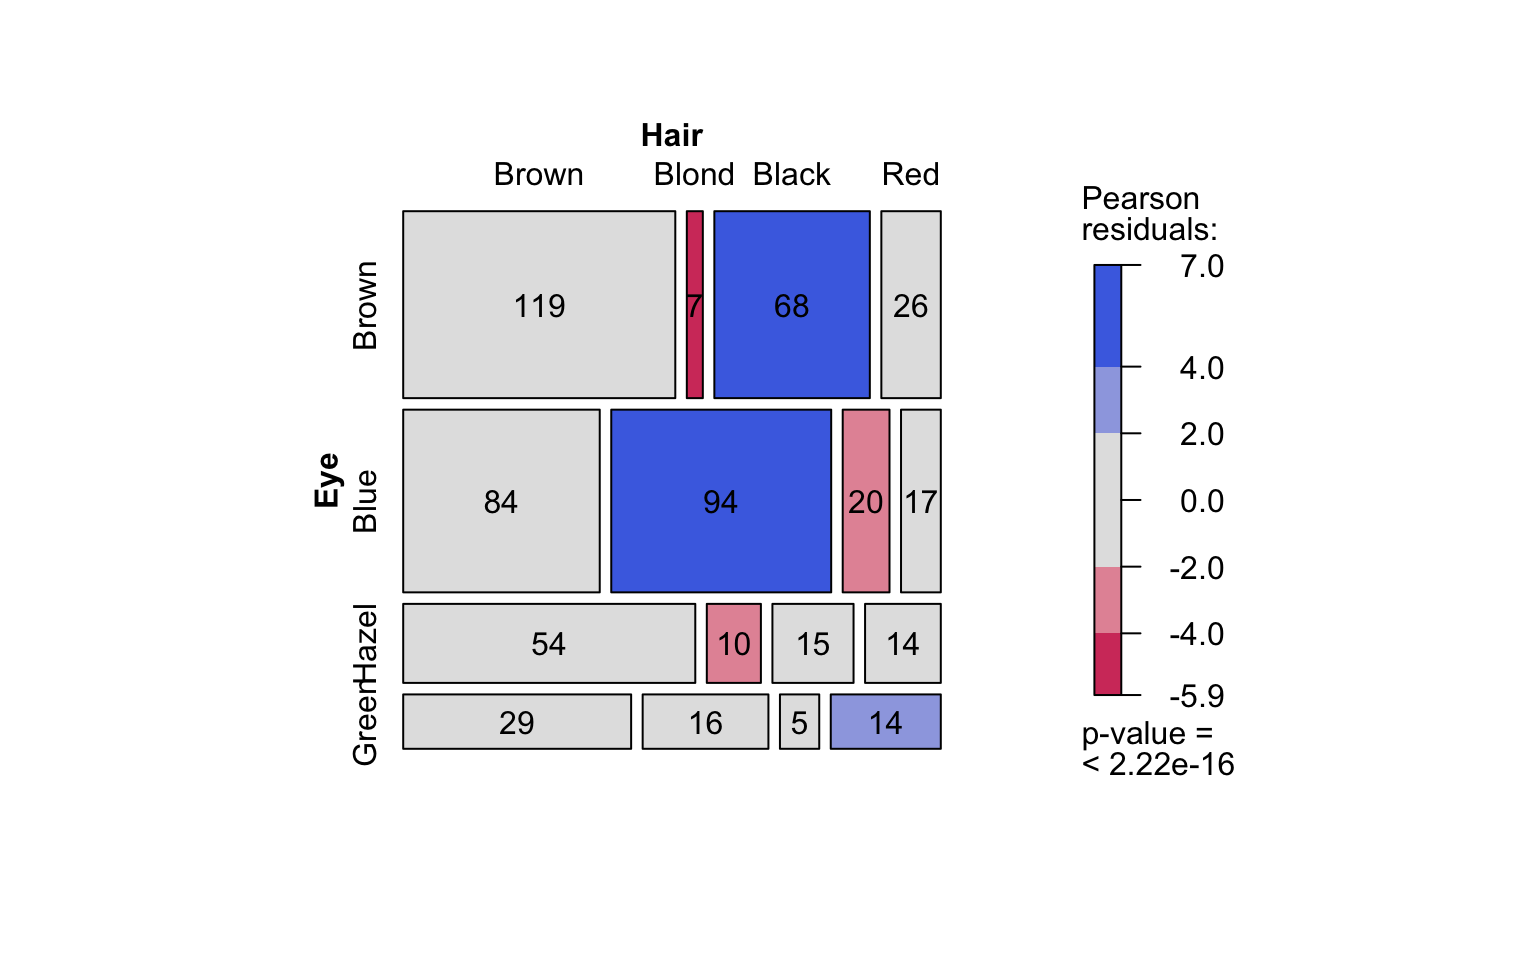 Hair
Brown Blond Black Red
Eye
Brown 119 7 68 26
Blue 84 94 20 17
Hazel 54 10 15 14
Green 29 16 5 14
Pearson
residuals:
7.0
4.0
2.0
0.0
-2.0
-4.0
-5.9
p-value =
< 2.22e-16